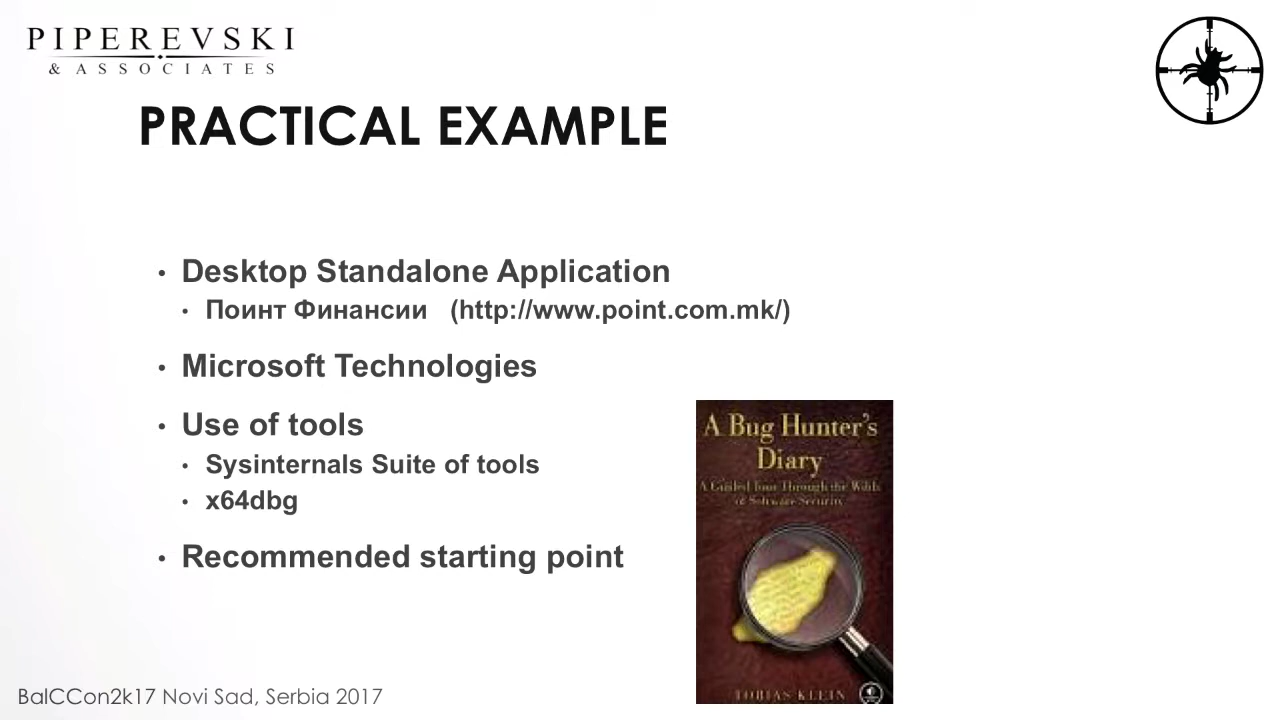 PIPEREVSKI
& ASSOCIATES
PRACTICAL EXAMPLE
• Desktop Standalone Application
• Поинт Финансии (http://www.point.com.mk/)
• Microsoft Technologies
• Use of tools
• Sysinternals Suite of tools
• x64dbg
• Recommended starting point
A Bug Hunter's
Diary
A Guided Tour Through the Wilds
of Software Security
TOBIAS KLEIN
BalCCon2k17 Novi Sad, Serbia 2017